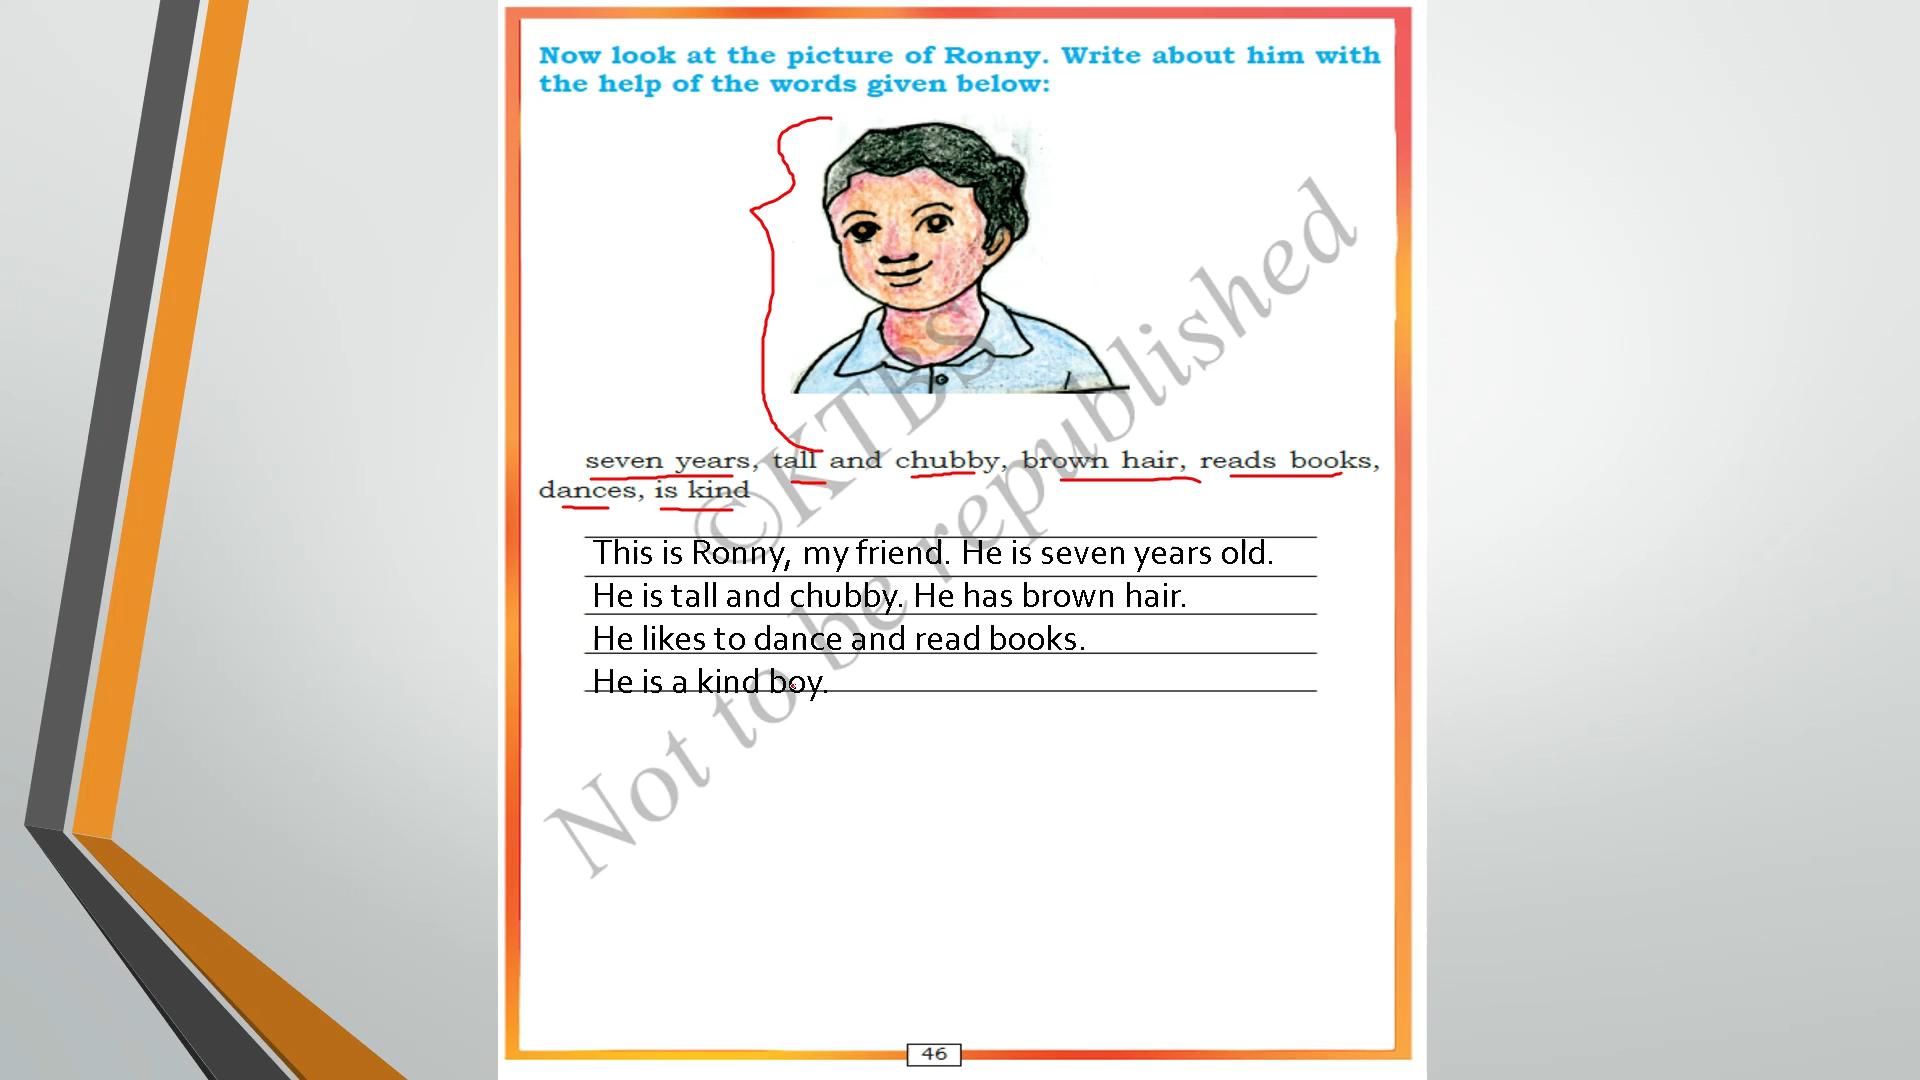 Now look at the picture of Ronny. Write about him with
the help of the words given below:
seven years, tall and chubby, brown hair, reads books,
dances, is kind
This is Ronny, my friend. He is seven years old.
He is tall and chubby. He has brown hair.
He likes to dance and read books.
He is a kind boy.
©KTBS
Not to be republished
46